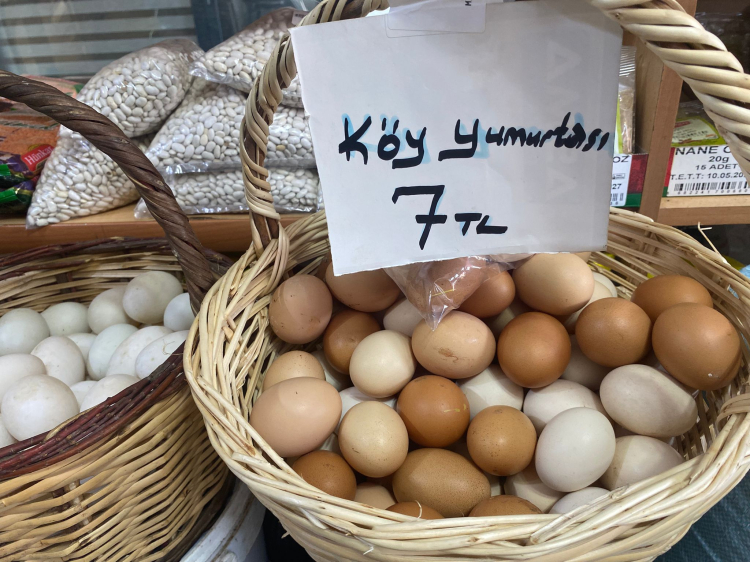 Köy Yumurtası
7 TL
NANE
20g
15 ADET